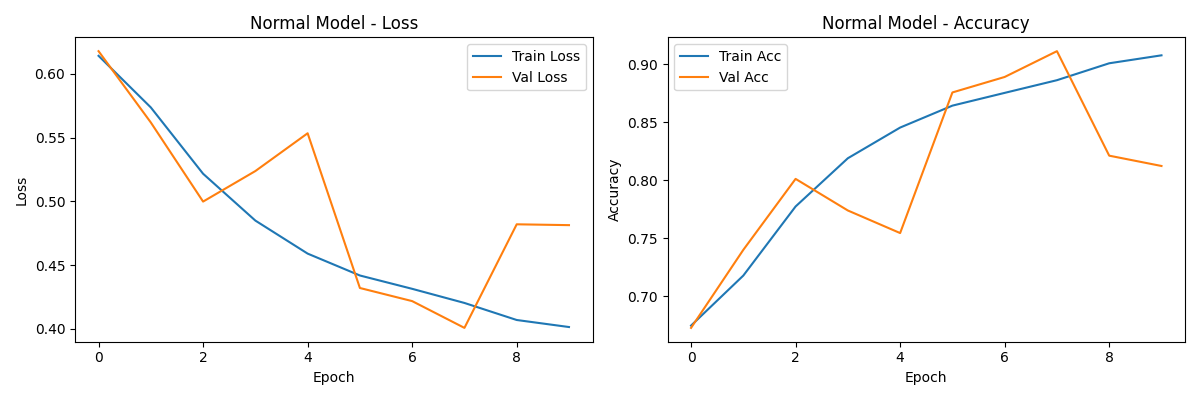 Normal Model - Loss
Train Loss
Val Loss
0.60
0.55
0.50
0.45
0.40
Loss
0 2 4 6 8
Epoch
Normal Model - Accuracy
Train Acc
Val Acc
0.90
0.85
0.80
0.75
0.70
Accuracy
0 2 4 6 8
Epoch